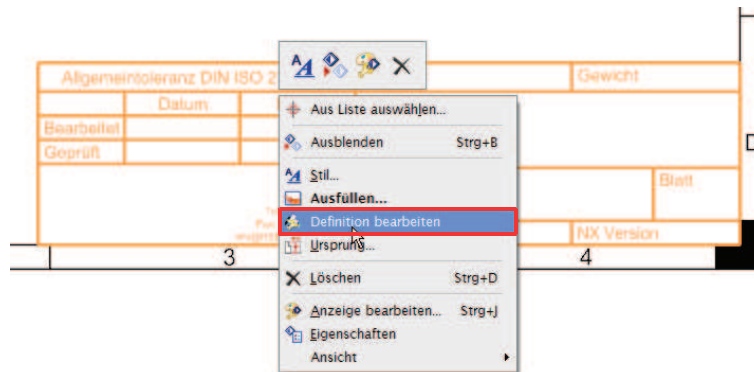 Allgemeintoleranz DIN ISO 2
Gewicht
Datum
Bearbeitet
Geprüft
Blatt
NX Version
3
4
Aus Liste auswählen...
Ausblenden Strg+B
Stil...
Ausfüllen...
Definition bearbeiten
Ursprung...
Löschen Strg+D
Anzeige bearbeiten... Strg+J
Eigenschaften
Ansicht